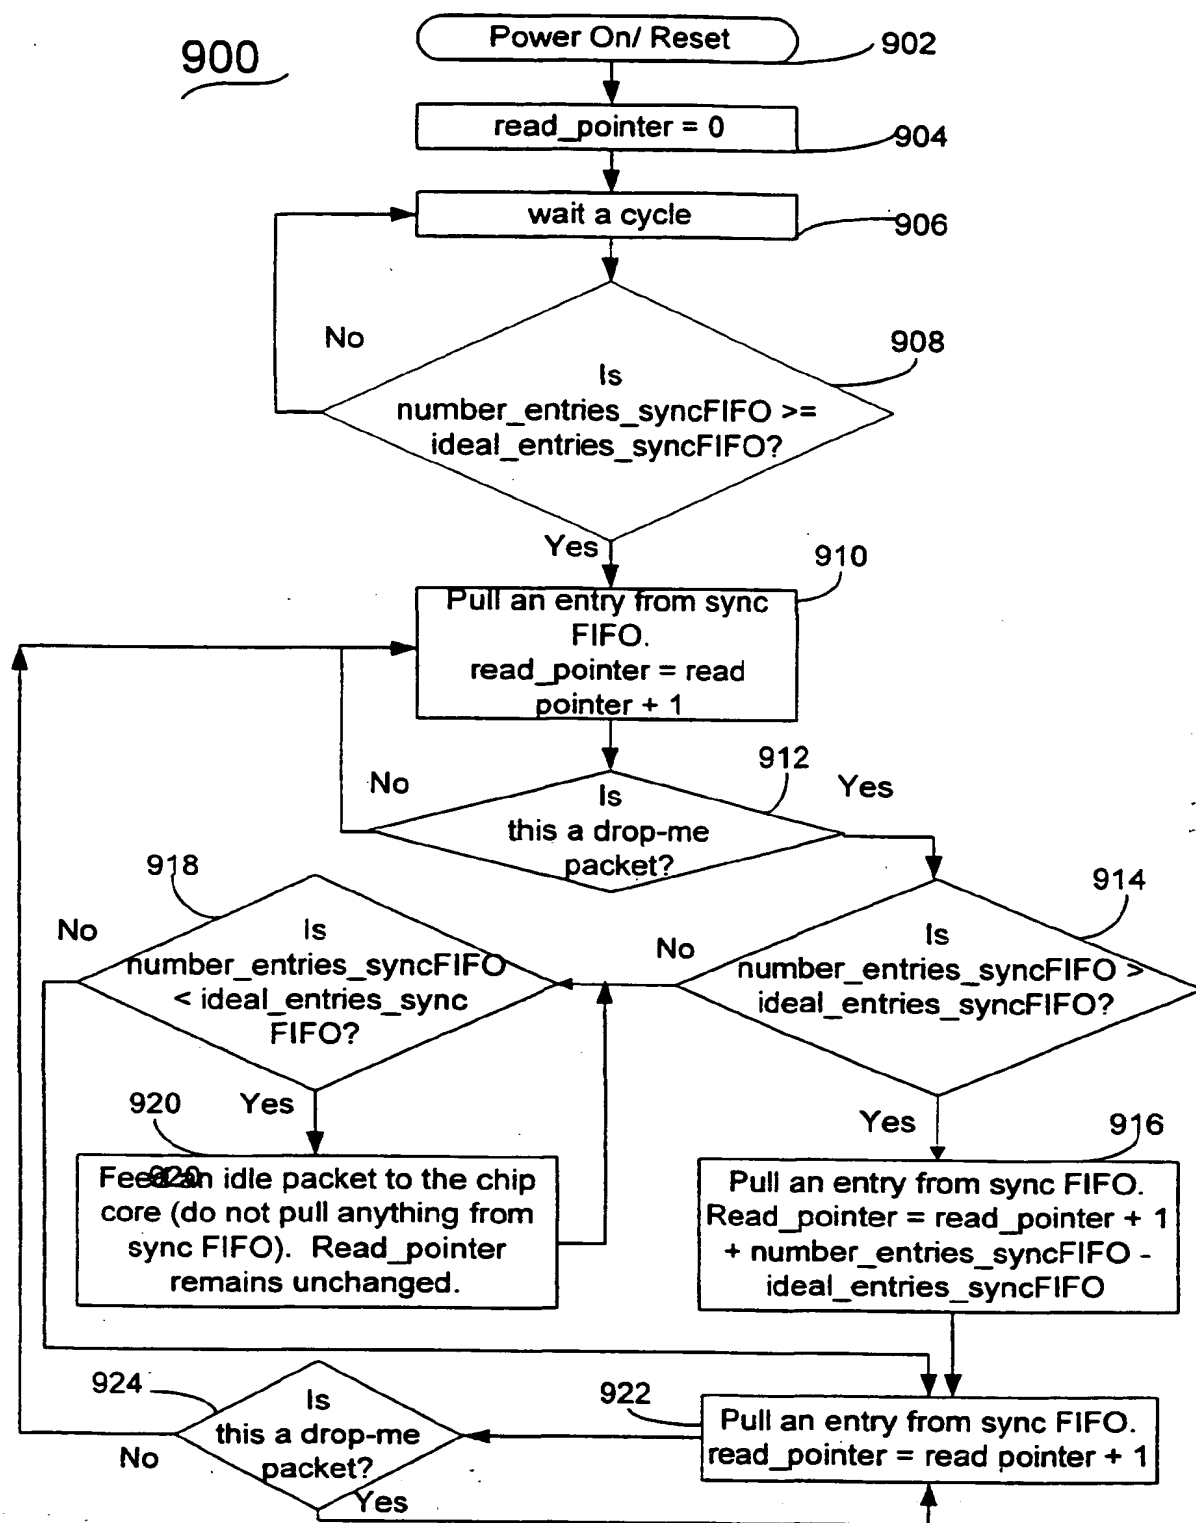 900
Power On/ Reset
902
read_pointer = 0
904
wait a cycle
906
No
908
Is
number_entries_syncFIFO >=
ideal_entries_syncFIFO?
Yes
910
Pull an entry from sync
FIFO.
read_pointer = read
pointer + 1
912
No
Yes
Is
this a drop-me
packet?
918
914
No
Is
number_entries_syncFIFO
< ideal_entries_sync
FIFO?
No
Is
number_entries_syncFIFO >
ideal_entries_syncFIFO?
920
Yes
Yes
916
920
Feed an idle packet to the chip
core (do not pull anything from
sync FIFO). Read_pointer
remains unchanged.
Pull an entry from sync FIFO.
Read_pointer = read_pointer + 1
+ number_entries_syncFIFO -
ideal_entries_syncFIFO
924
Is
this a drop-me
packet?
No
Yes
922
Pull an entry from sync FIFO.
read_pointer = read pointer + 1